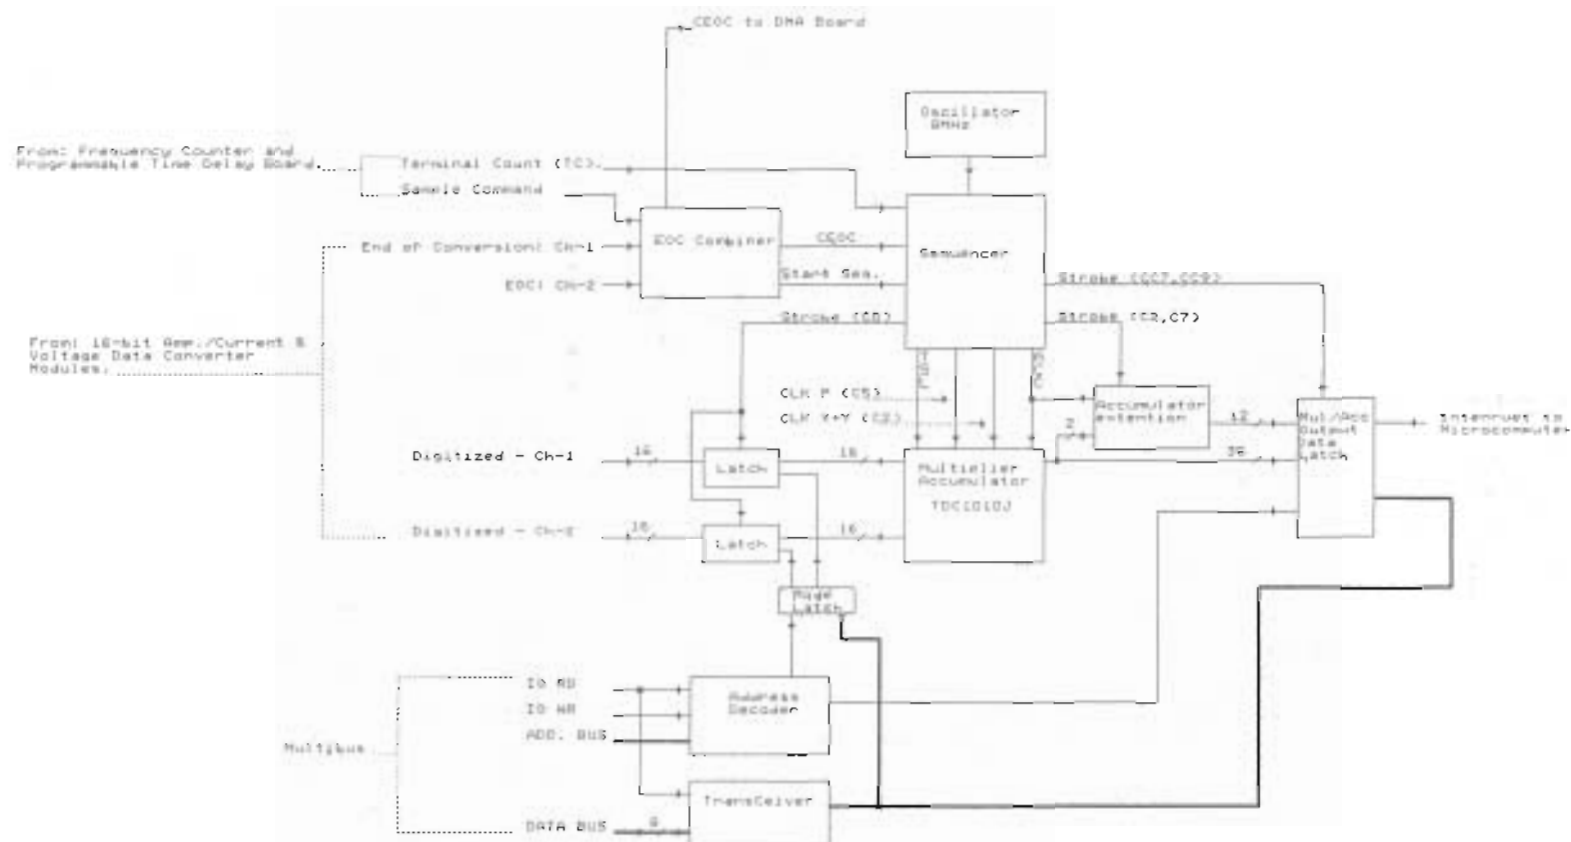 CEOC to DMA Board
Oscillator
8MHz
From: Frequency Counter and
Programmable Time Delay Board.
Terminal Count (TC).
Sample Command
EOC Combiner
CEOC
Sequencer
End of Conversion: Ch-1
Start Seq.
EOC: Ch-2
Strobe (CC7,CC9)
Strobe
Strobe (C2,C7)
From: 16-bit Amp./Current &
Voltage Data Converter
Modules.
CLK P (C5)
CLK X+Y (C2)
Accumulator
extention
12
Mul/Acc
Output
Data
Latch
Interrupt to
Microcomputer
2
Digitized - Ch-1
16
Latch
16
Multiplier
Accumulator
TDC1010J
Digitized - Ch-2
16
Latch
16
Mode
Latch
IO RD
IO WR
ADD. BUS
Address
Decoder
Multibus
TransCeiver
DATA BUS
8